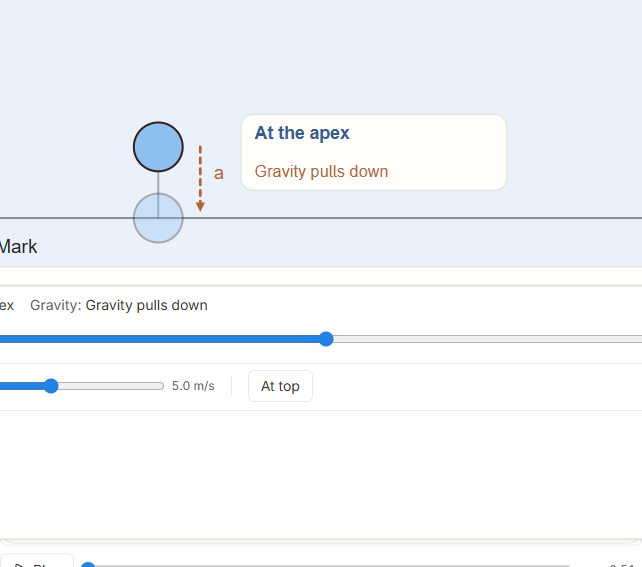 At the apex
Gravity pulls down
a
Mark
ex Gravity: Gravity pulls down
5.0 m/s
At top